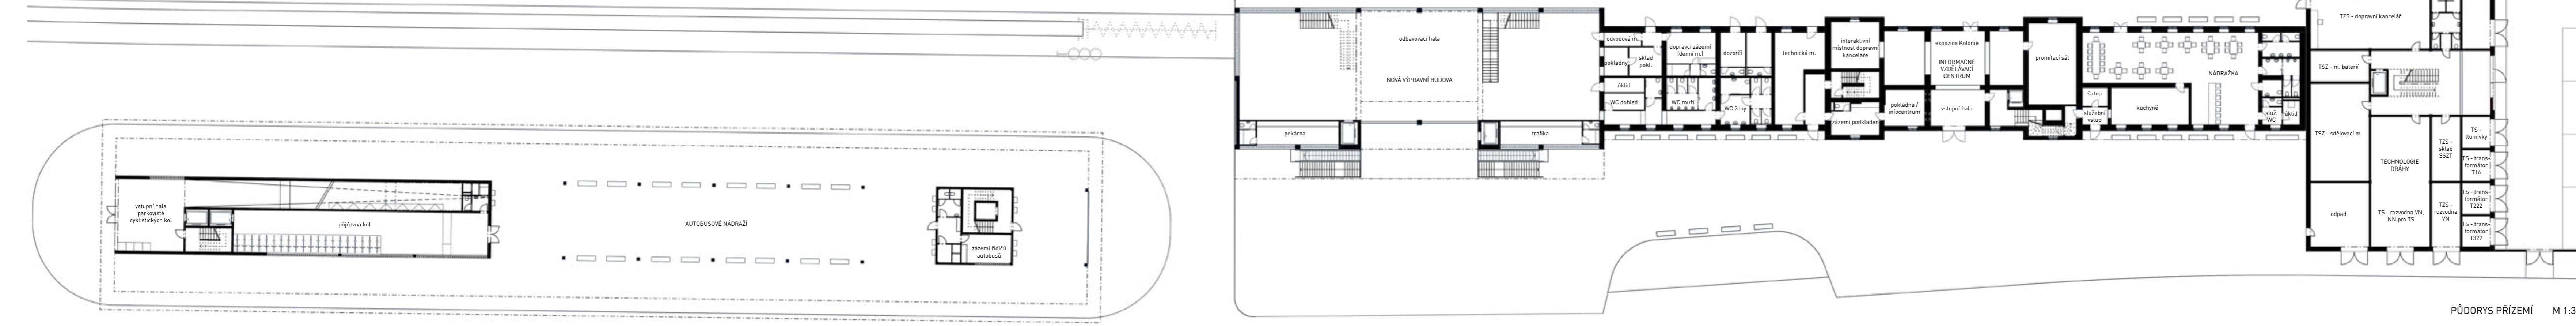 vstupní hala
parkoviště
cyklistických kol
půjčovna kol
AUTOBUSOVÉ NÁDRAŽÍ
zázemí řidičů
autobusů
odbavovací hala
NOVÁ VÝPRAVNÍ BUDOVA
pekárna
trafika
odvodová m.
pokladny
sklad
pokl.
úklid
WC dohled
dopravci zázemí
(denní m.)
WC muži
dozorčí
WC ženy
technická m.
interaktivní
místnost dopravní
kanceláře
zázemí podkladen
pokladna /
infocentrum
expozice Kolonie
INFORMAČNĚ
VZDĚLÁVACÍ
CENTRUM
vstupní hala
promítací sál
NÁDRAŽKA
šatna
služební
vstup
kuchyně
služ.
WC
úklid
TZS - dopravní kancelář
TSZ - m. baterií
TSZ - sdělovací m.
odpad
TECHNOLOGIE
DRÁHY
TS - rozvodna VN,
NN pro TS
TZS -
sklad
SSZT
TZS -
rozvodna
VN
TS -
tlumivky
TS - trans-
formátor
T16
TS - trans-
formátor
T222
TS - trans-
formátor
T322
PŮDORYS PŘÍZEMÍ M 1:3